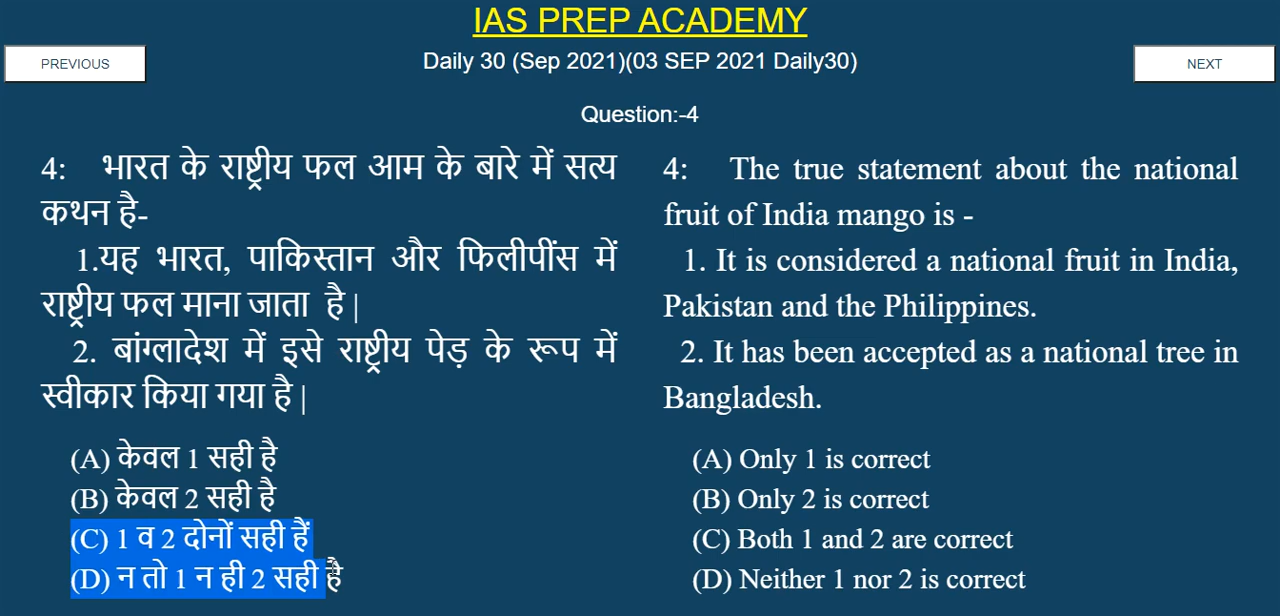 IAS PREP ACADEMY
PREVIOUS
Daily 30 (Sep 2021)(03 SEP 2021 Daily30)
NEXT
Question:-4
4: भारत के राष्ट्रीय फल आम के बारे में सत्य
कथन है-
1.यह भारत, पाकिस्तान और फिलीपींस में
राष्ट्रीय फल माना जाता है |
2. बांग्लादेश में इसे राष्ट्रीय पेड़ के रूप में
स्वीकार किया गया है |
(A) केवल 1 सही है
(B) केवल 2 सही है
(C) 1 व 2 दोनों सही हैं
(D) न तो 1 न ही 2 सही है
4: The true statement about the national
fruit of India mango is -
1. It is considered a national fruit in India,
Pakistan and the Philippines.
2. It has been accepted as a national tree in
Bangladesh.
(A) Only 1 is correct
(B) Only 2 is correct
(C) Both 1 and 2 are correct
(D) Neither 1 nor 2 is correct